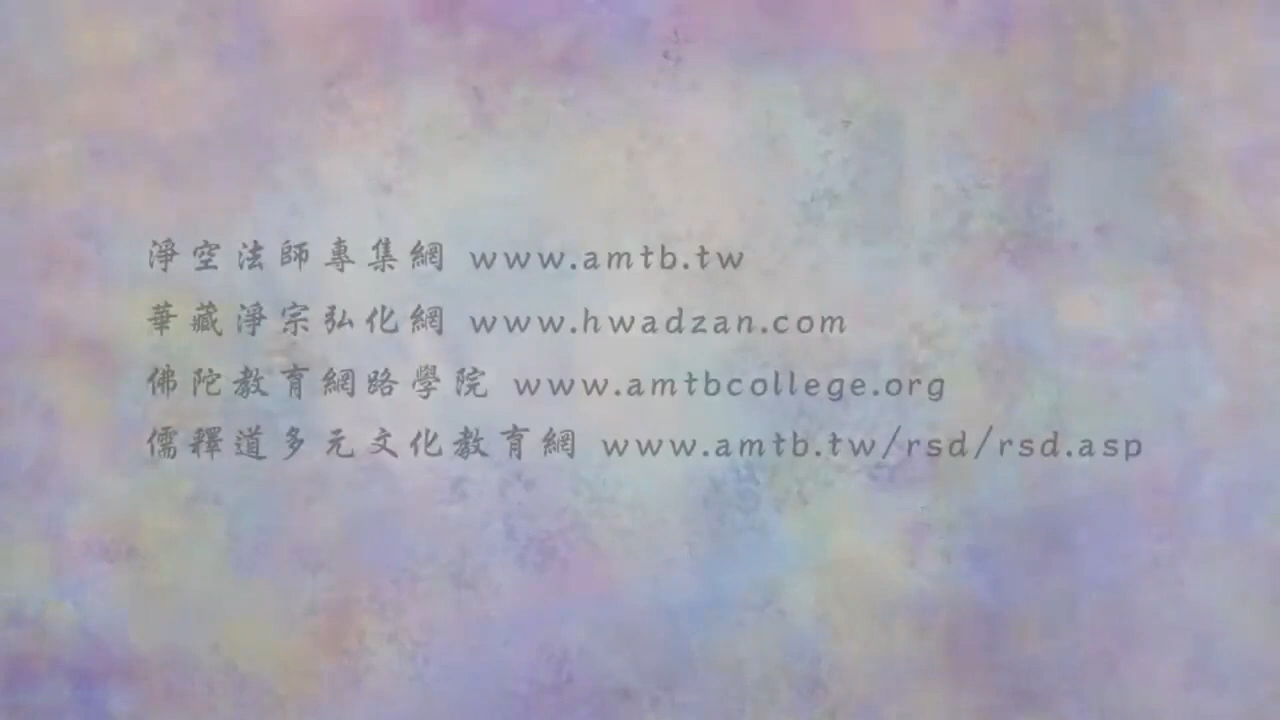 淨空法師專集網 www.amtb.tw
華藏淨宗弘化網 www.hwadzan.com
佛陀教育網路學院 www.amtbcollege.org
儒釋道多元文化教育網 www.amtb.tw/rsd/rsd.asp